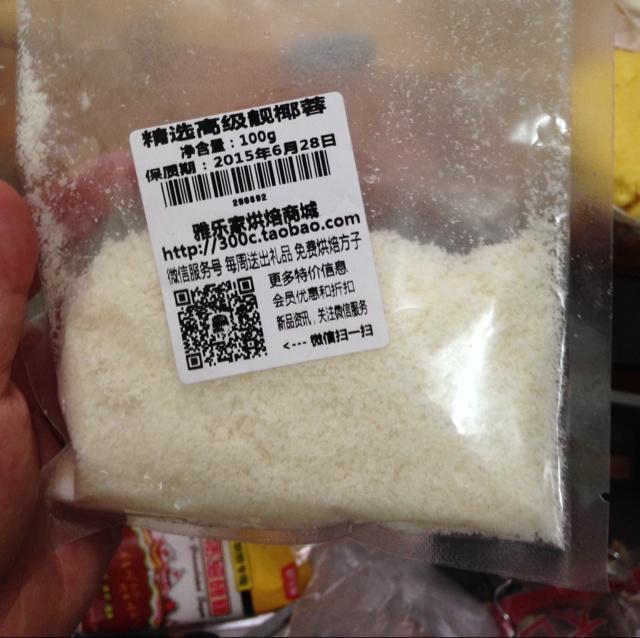 精选高级靓椰蓉
净含量：100g
保质期：2015年6月28日
200692
雅乐家烘焙商城
http://300c.taobao.com
微信服务号 每周送出礼品 免费烘焙方子
更多特价信息
会员优惠和折扣
新品资讯，关注微信服务
<--- 微信扫一扫